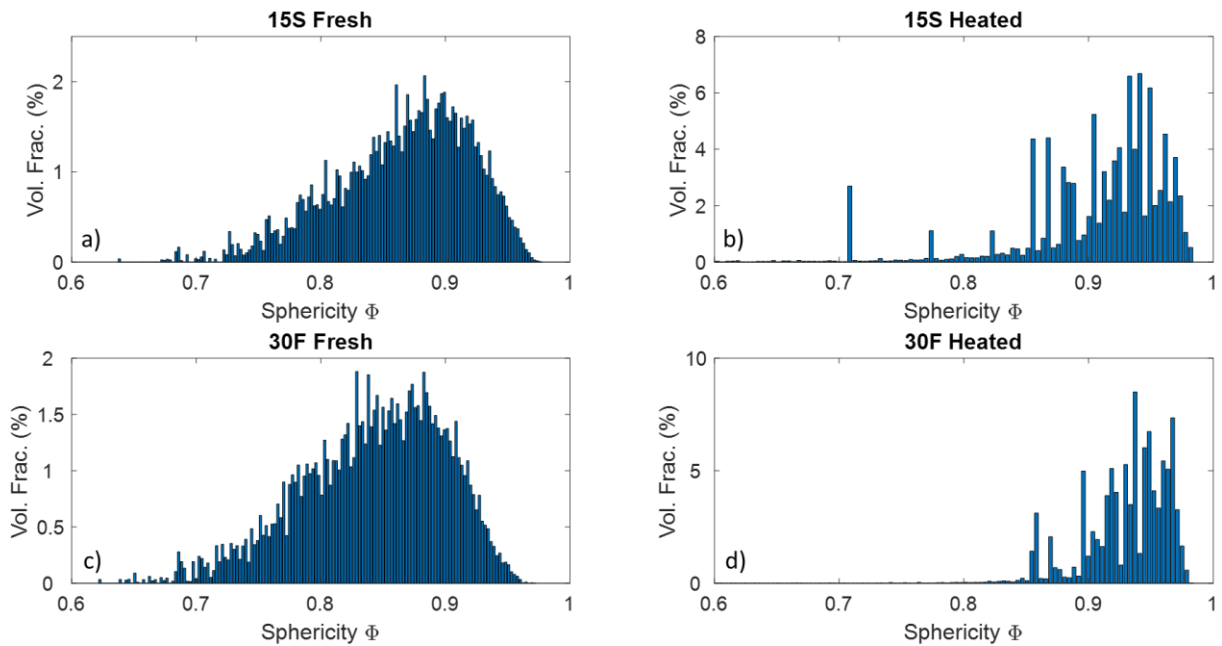 15S Fresh
2
1
0
Vol. Frac. (%)
a)
0.6 0.7 0.8 0.9 1
Sphericity Φ
15S Heated
8
6
4
2
0
Vol. Frac. (%)
b)
0.6 0.7 0.8 0.9 1
Sphericity Φ
30F Fresh
2
1.5
1
0.5
0
Vol. Frac. (%)
c)
0.6 0.7 0.8 0.9 1
Sphericity Φ
30F Heated
10
5
0
Vol. Frac. (%)
d)
0.6 0.7 0.8 0.9 1
Sphericity Φ